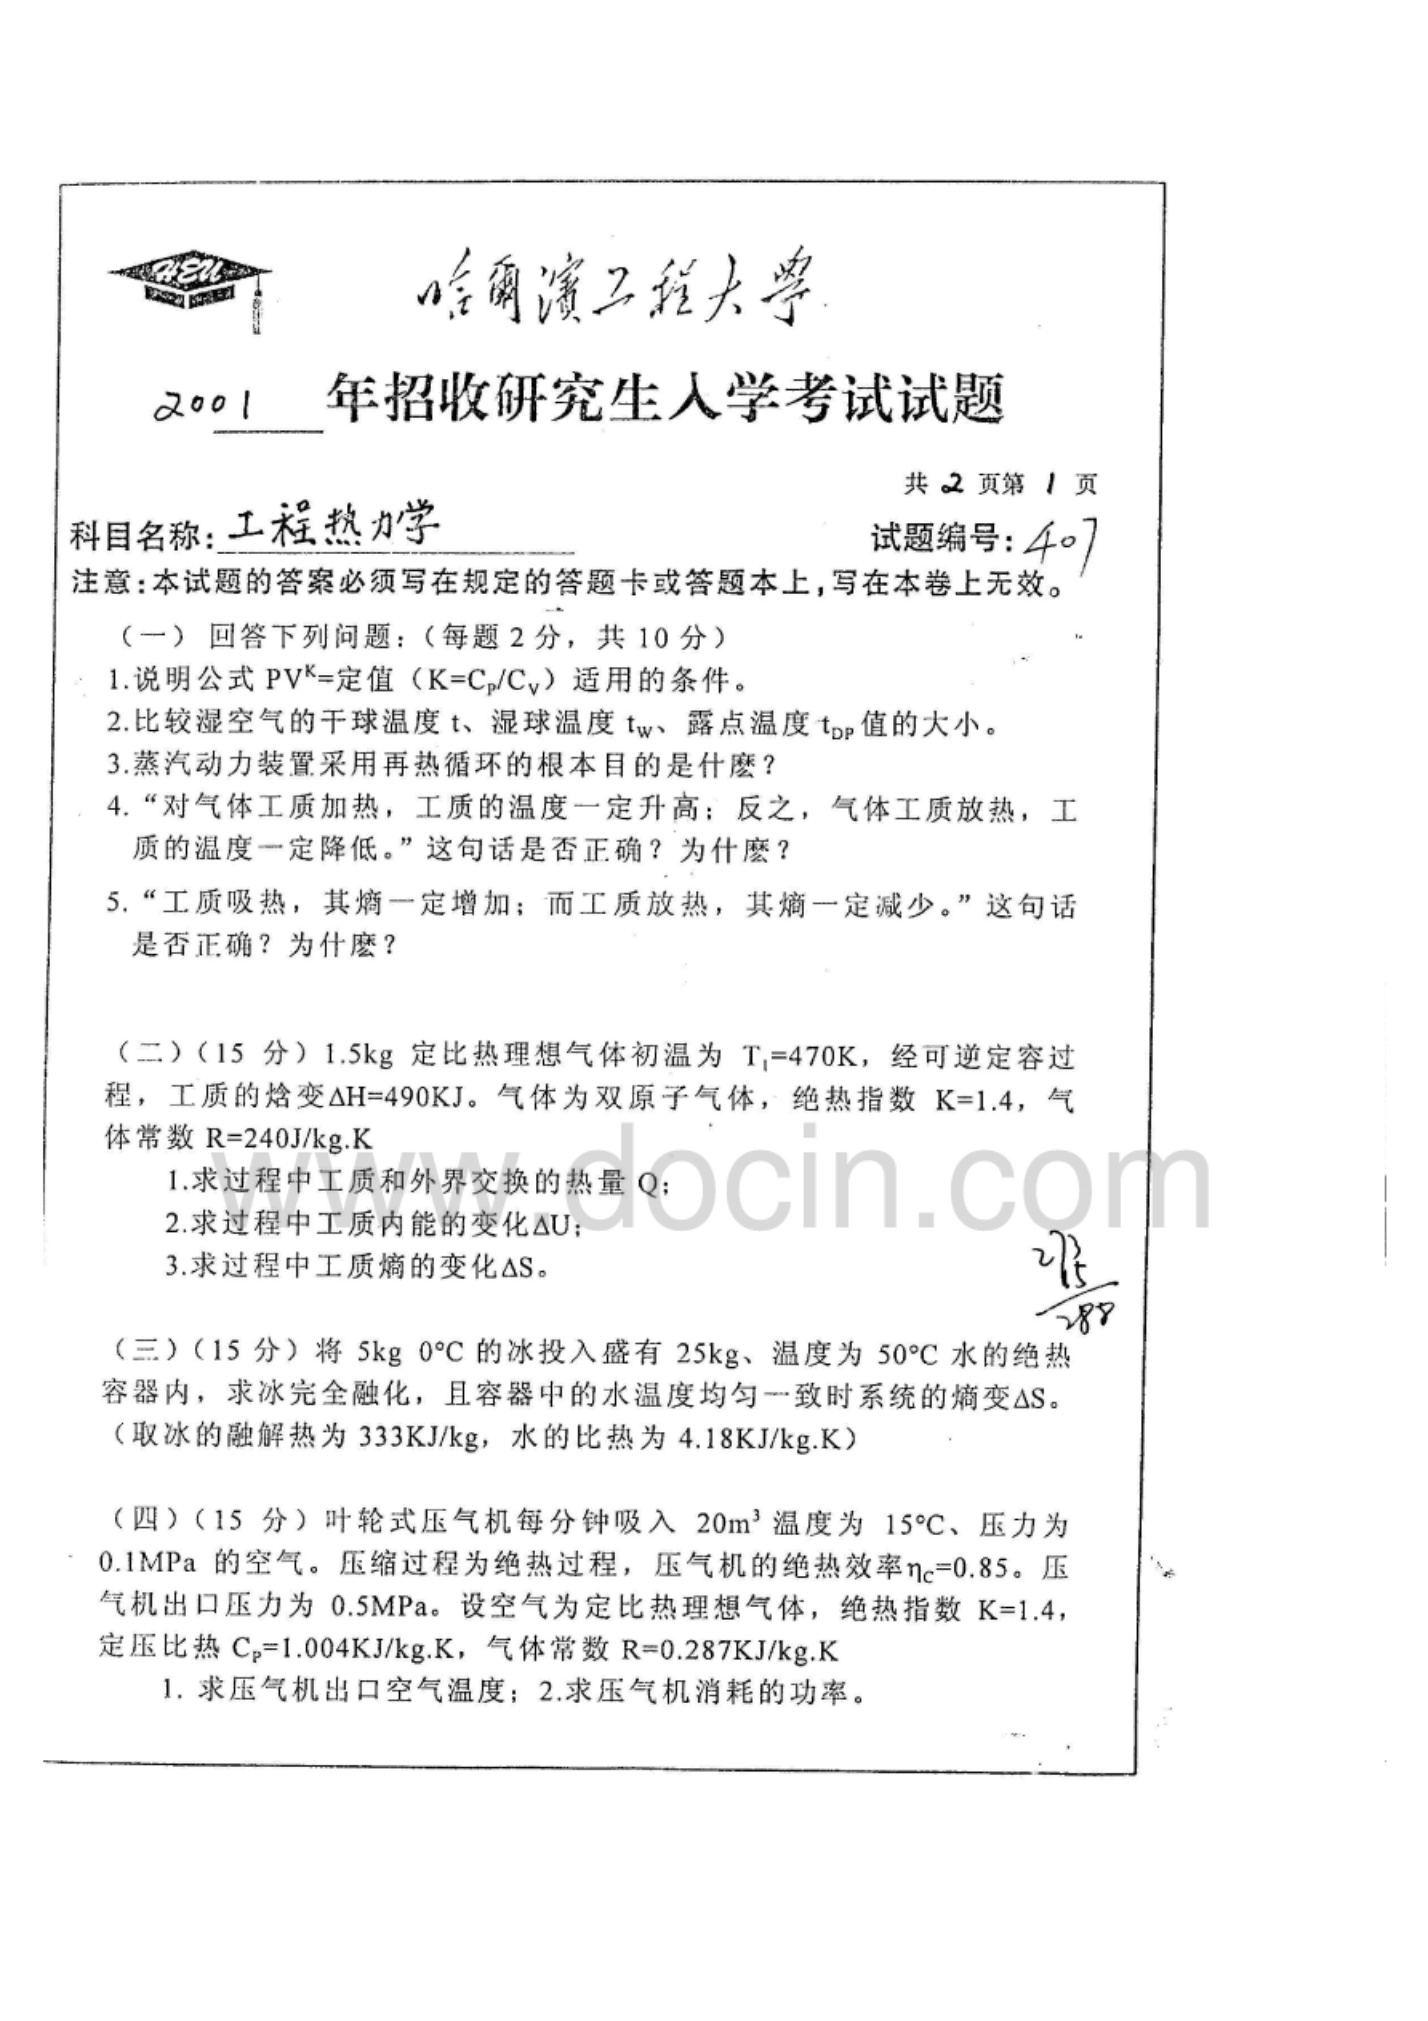 HEU
哈爾濱工程大學
2001 年招收研究生入学考试试题
共 2 页第 1 页
科目名称: 工程热力学 试题编号: 407
注意:本试题的答案必须写在规定的答题卡或答题本上,写在本卷上无效。
（一） 回答下列问题：（每题 2 分，共 10 分）
1.说明公式 PVᴷ=定值（K=Cₚ/Cᵥ）适用的条件。
2.比较湿空气的干球温度 t、湿球温度 tW、露点温度 tDP 值的大小。
3.蒸汽动力装置采用再热循环的根本目的是什麽？
4.“对气体工质加热，工质的温度一定升高；反之，气体工质放热，工
质的温度一定降低。”这句话是否正确？为什麽？
5.“工质吸热，其熵一定增加；而工质放热，其熵一定减少。”这句话
是否正确？为什麽？
（二）（15 分）1.5kg 定比热理想气体初温为 T₁=470K，经可逆定容过
程，工质的焓变ΔH=490KJ。气体为双原子气体，绝热指数 K=1.4，气
体常数 R=240J/kg.K
www.docin.com
1.求过程中工质和外界交换的热量 Q；
2.求过程中工质内能的变化ΔU；
3.求过程中工质熵的变化ΔS。
（三）（15 分）将 5kg 0℃ 的冰投入盛有 25kg、温度为 50℃ 水的绝热
288
容器内，求冰完全融化，且容器中的水温度均匀一致时系统的熵变ΔS。
（取冰的融解热为 333KJ/kg，水的比热为 4.18KJ/kg.K）
（四）（15 分）叶轮式压气机每分钟吸入 20m³ 温度为 15℃、压力为
0.1MPa 的空气。压缩过程为绝热过程，压气机的绝热效率ηC=0.85。压
气机出口压力为 0.5MPa。设空气为定比热理想气体，绝热指数 K=1.4，
定压比热 Cₚ=1.004KJ/kg.K，气体常数 R=0.287KJ/kg.K
1. 求压气机出口空气温度；2.求压气机消耗的功率。